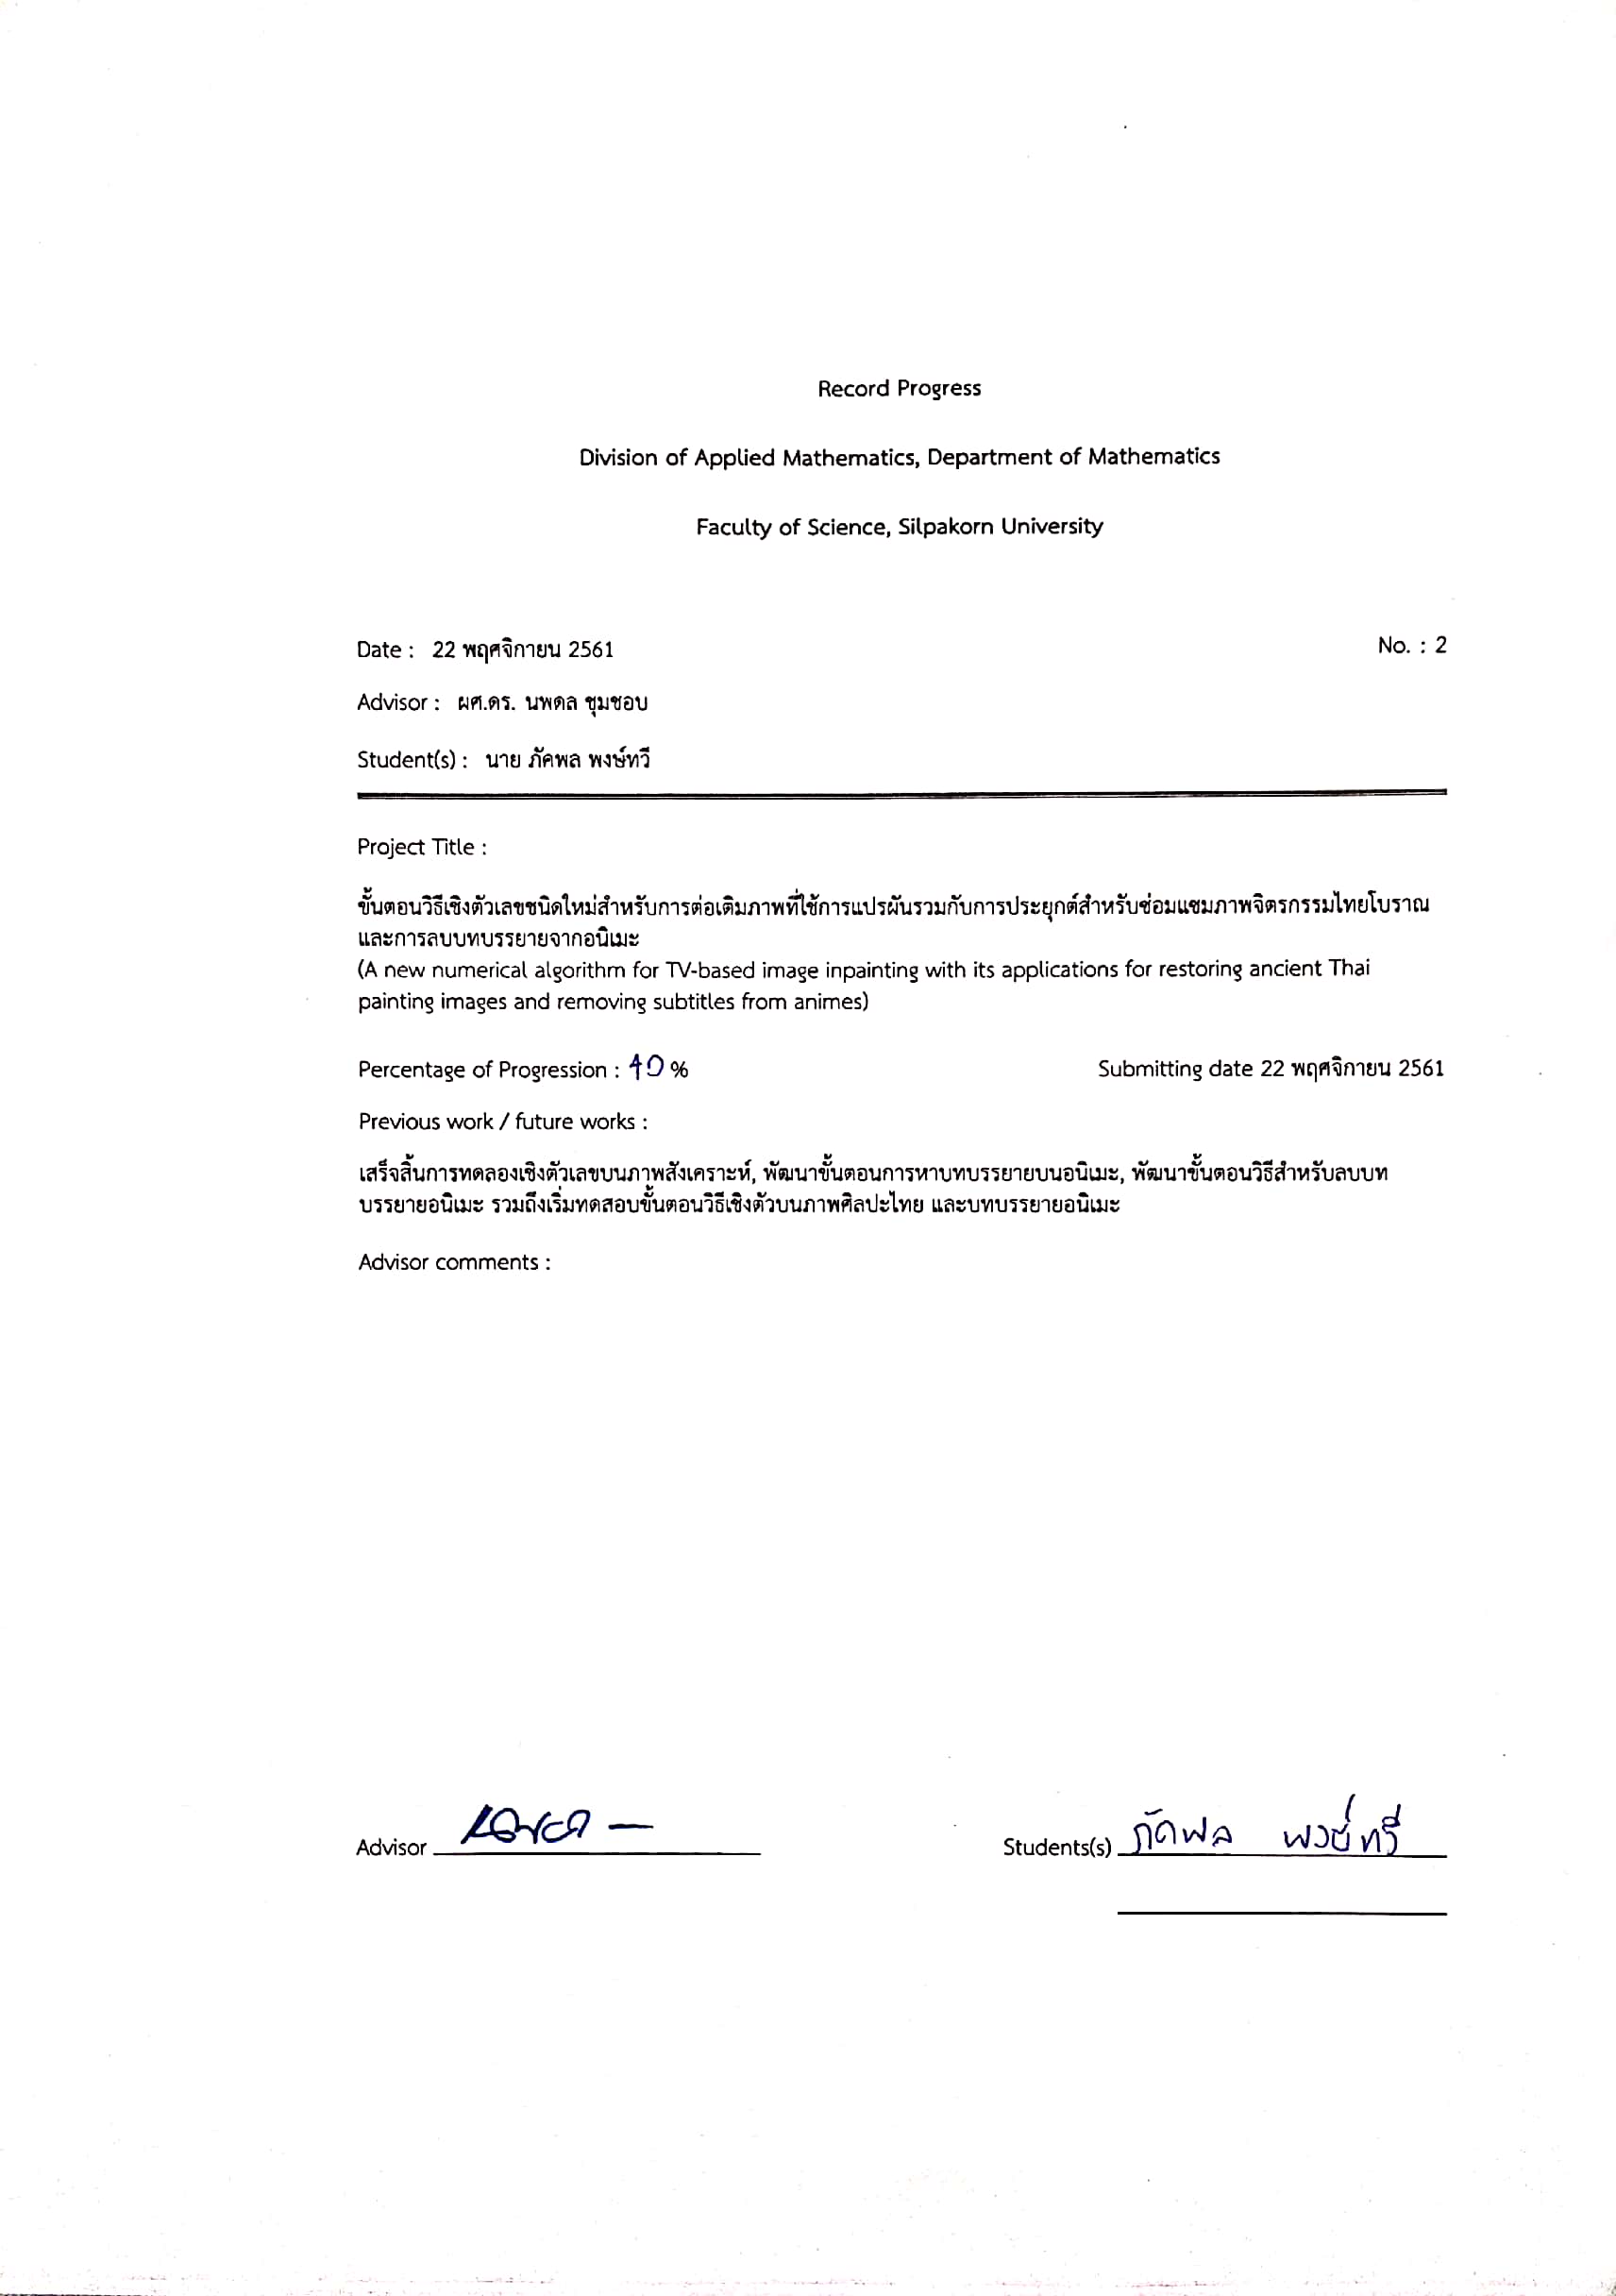 Record Progress
Division of Applied Mathematics, Department of Mathematics
Faculty of Science, Silpakorn University
Date : 22 พฤศจิกายน 2561
No. : 2
Advisor : ผศ.ดร. นพดล ชุมชอบ
Student(s) : นาย ภัคพล พงษ์ทวี
Project Title :
ขั้นตอนวิธีเชิงตัวเลขชนิดใหม่สำหรับการต่อเติมภาพที่ใช้การแปรผันรวมกับการประยุกต์สำหรับซ่อมแซมภาพจิตรกรรมไทยโบราณ
และการลบบทบรรยายจากอนิเมะ
(A new numerical algorithm for TV-based image inpainting with its applications for restoring ancient Thai
painting images and removing subtitles from animes)
Percentage of Progression : 40 %
Submitting date 22 พฤศจิกายน 2561
Previous work / future works :
เสร็จสิ้นการทดลองเชิงตัวเลขบนภาพสังเคราะห์, พัฒนาขั้นตอนการหาบทบรรยายบนอนิเมะ, พัฒนาขั้นตอนวิธีสำหรับลบบท
บรรยายอนิเมะ รวมถึงเริ่มทดสอบขั้นตอนวิธีเชิงตัวบนภาพศิลปะไทย และบทบรรยายอนิเมะ
Advisor comments :
Advisor
Students(s) ภัคพล พงษ์ทวี